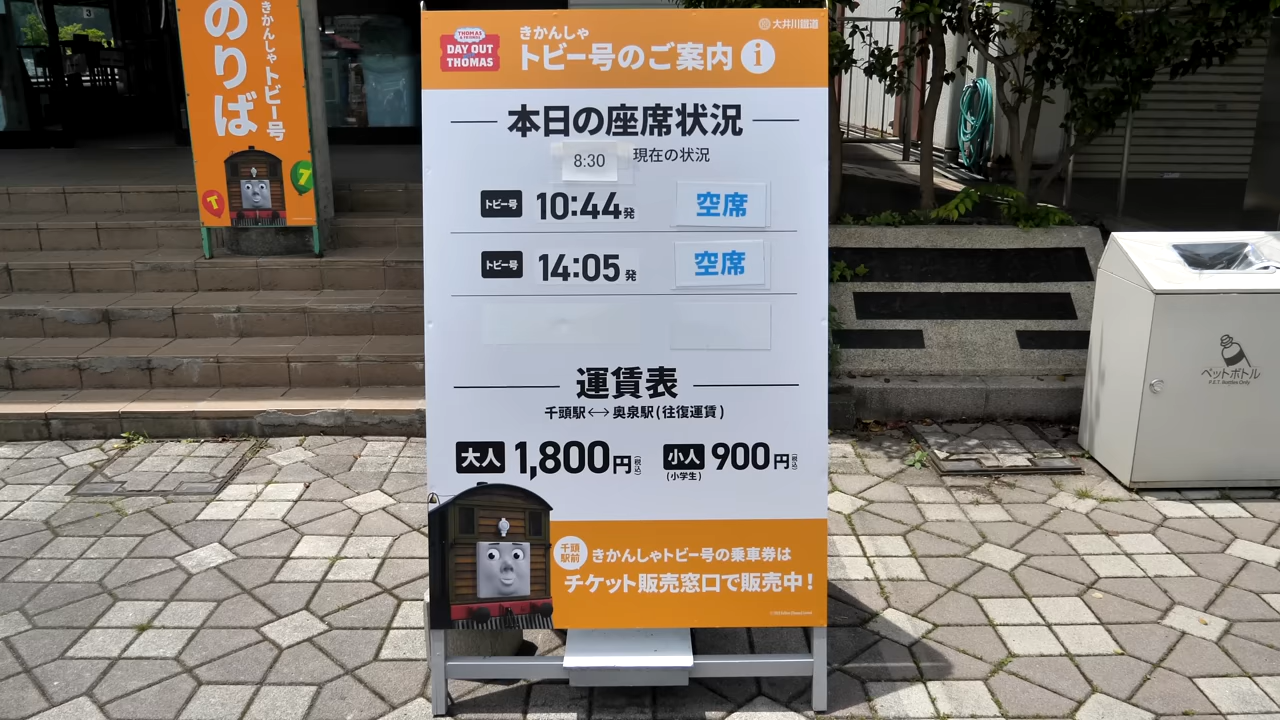 きかんしゃトビー号
のりば
T
7
THOMAS
& FRIENDS
DAY OUT
WITH
THOMAS
きかんしゃ
トビー号のご案内 i
大井川鐵道
本日の座席状況
8:30 現在の状況
トビー号 10:44発 空席
トビー号 14:05発 空席
運賃表
千頭駅↔奥泉駅(往復運賃)
大人 1,800円(税込) 小人 900円(税込)
(小学生)
千頭
駅前
きかんしゃトビー号の乗車券は
チケット販売窓口で販売中!
ペットボトル
P.E.T. Bottles Only